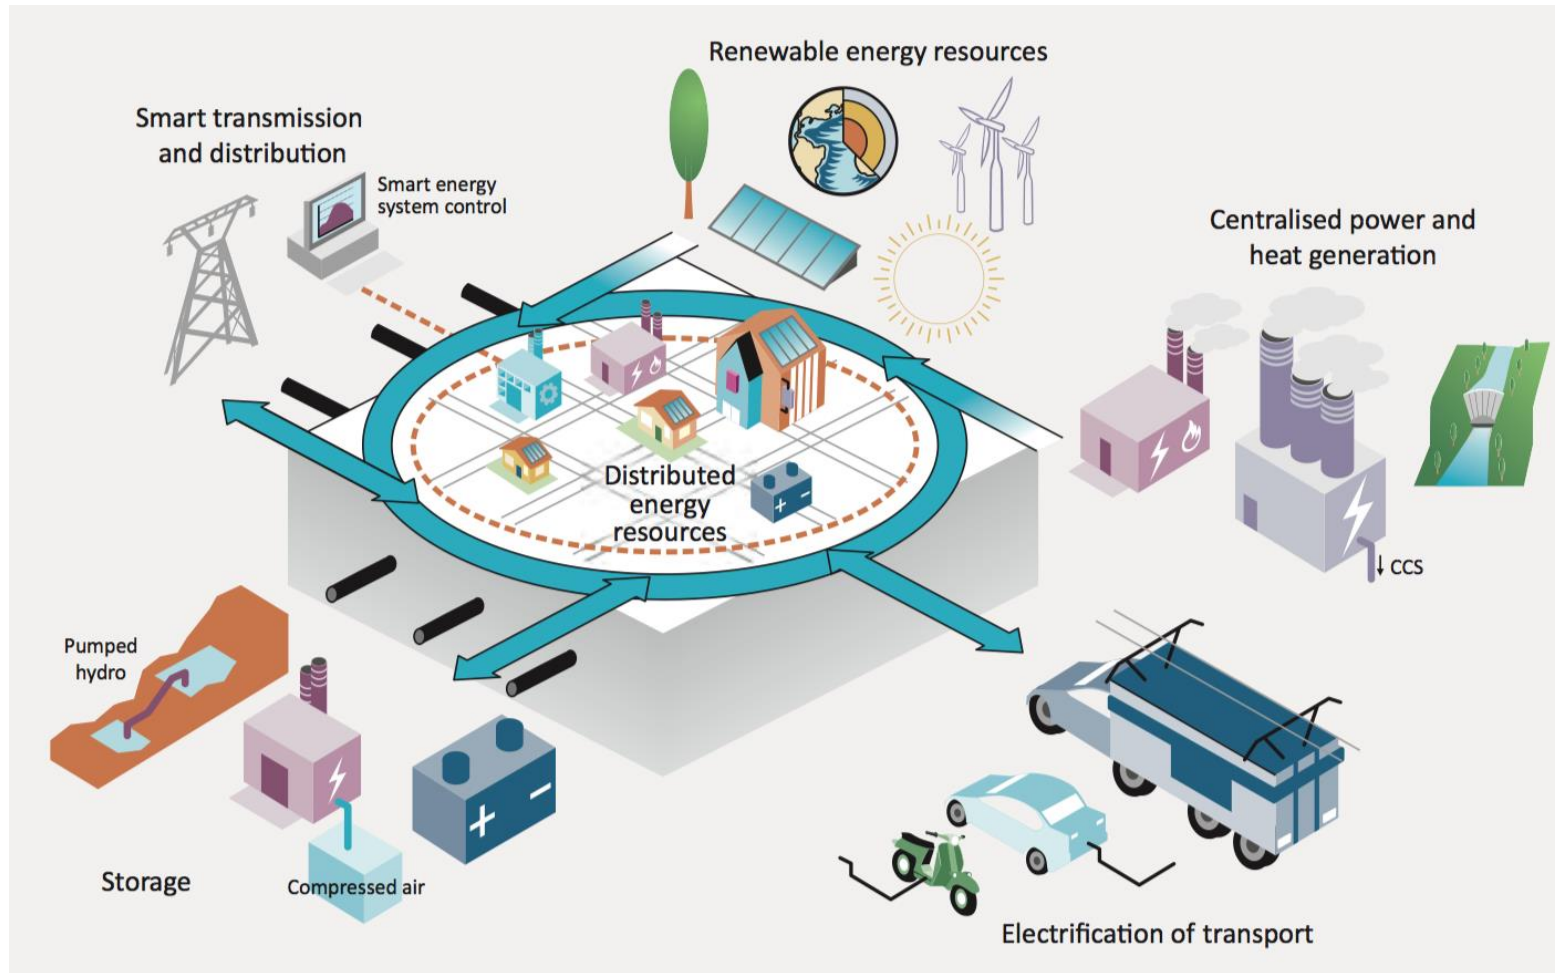 Renewable energy resources
Smart transmission
and distribution
Smart energy
system control
Centralised power and
heat generation
Distributed
energy
resources
CCS
Pumped
hydro
Storage
Compressed air
Electrification of transport